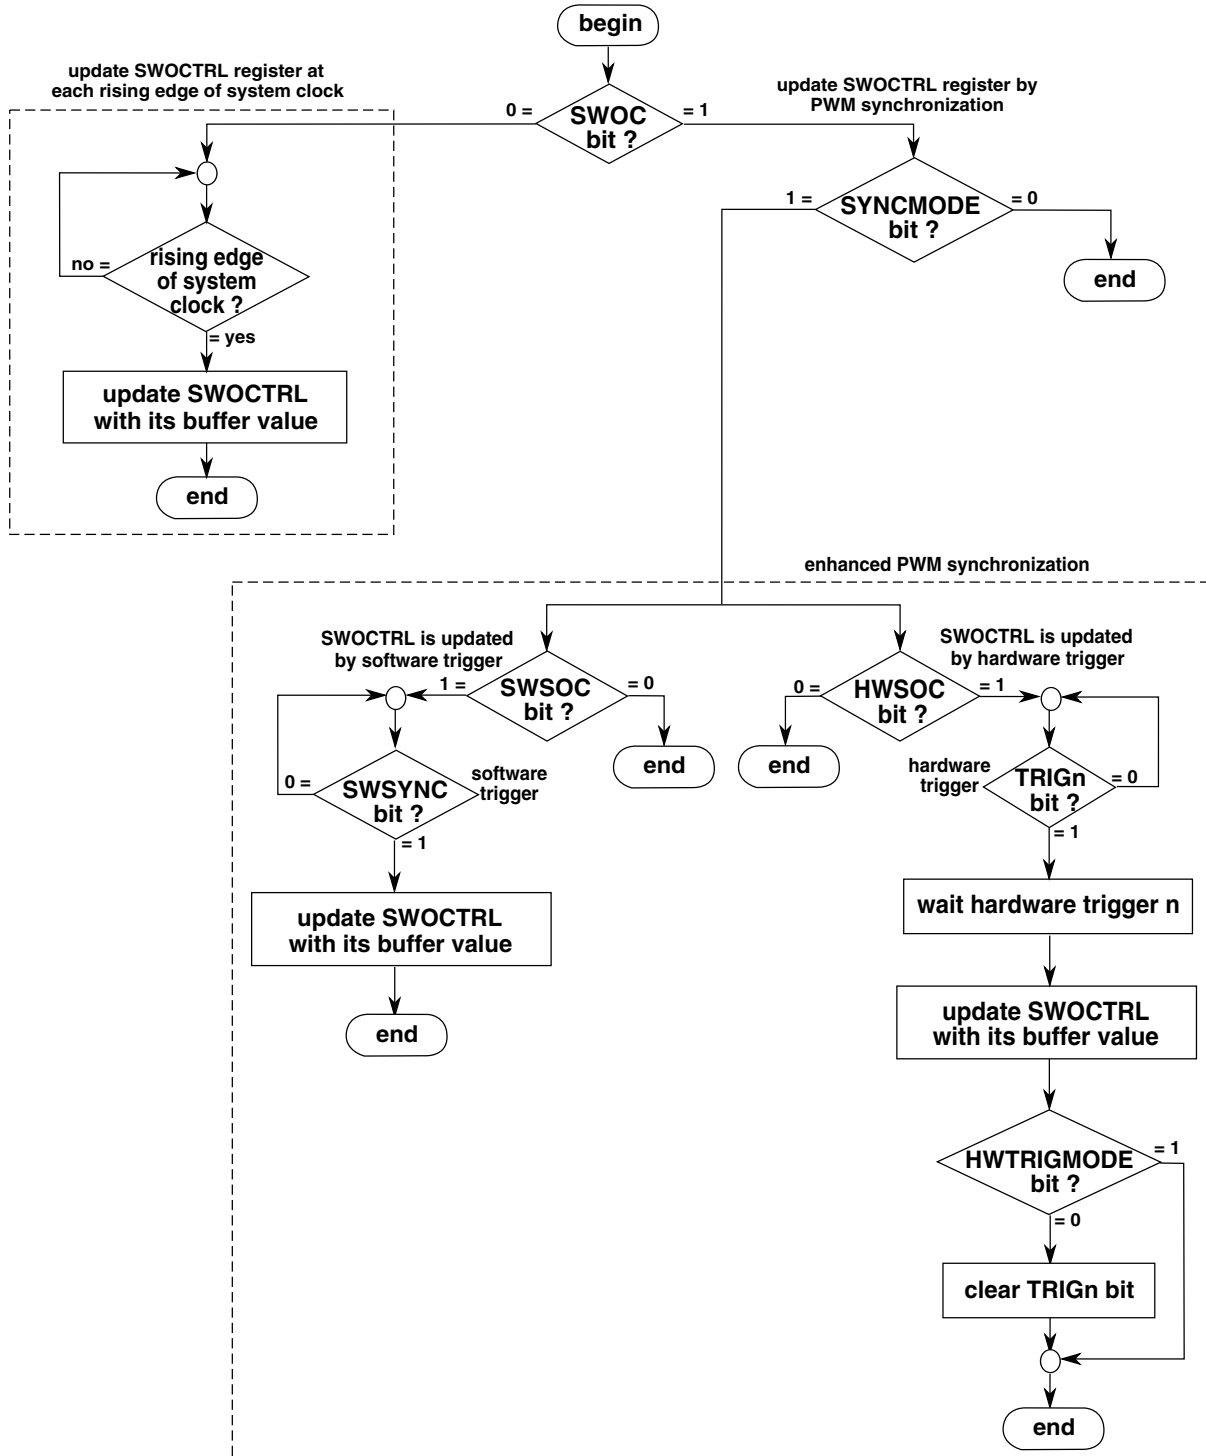 begin
update SWOCTRL register at
each rising edge of system clock
update SWOCTRL register by
PWM synchronization
0 =
SWOC
bit ?
= 1
1 =
SYNCMODE
bit ?
= 0
end
no =
rising edge
of system
clock ?
= yes
update SWOCTRL
with its buffer value
end
enhanced PWM synchronization
SWOCTRL is updated
by software trigger
SWOCTRL is updated
by hardware trigger
1 =
SWSOC
bit ?
= 0
0 =
HWSOC
bit ?
= 1
end
end
0 =
SWSYNC
bit ?
software
trigger
= 1
hardware
trigger
TRIGn
bit ?
= 0
= 1
update SWOCTRL
with its buffer value
end
wait hardware trigger n
update SWOCTRL
with its buffer value
HWTRIGMODE
bit ?
= 1
= 0
clear TRIGn bit
end